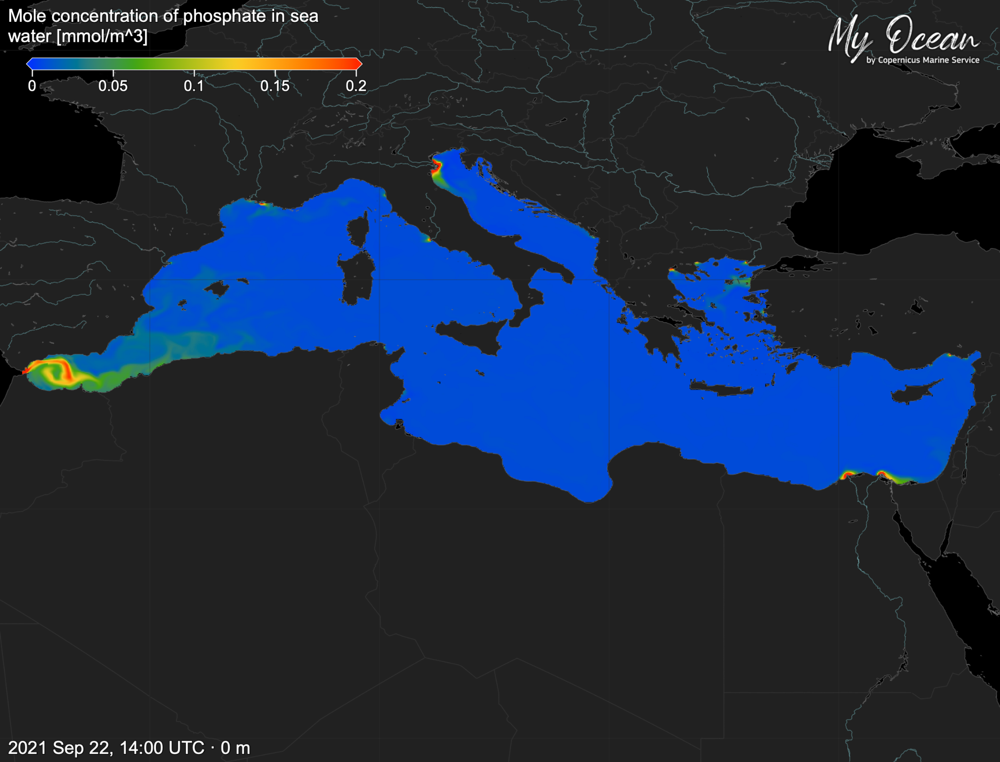 Mole concentration of phosphate in sea
water [mmol/m^3]
0 0.05 0.1 0.15 0.2
My Ocean
by Copernicus Marine Service
2021 Sep 22, 14:00 UTC · 0 m